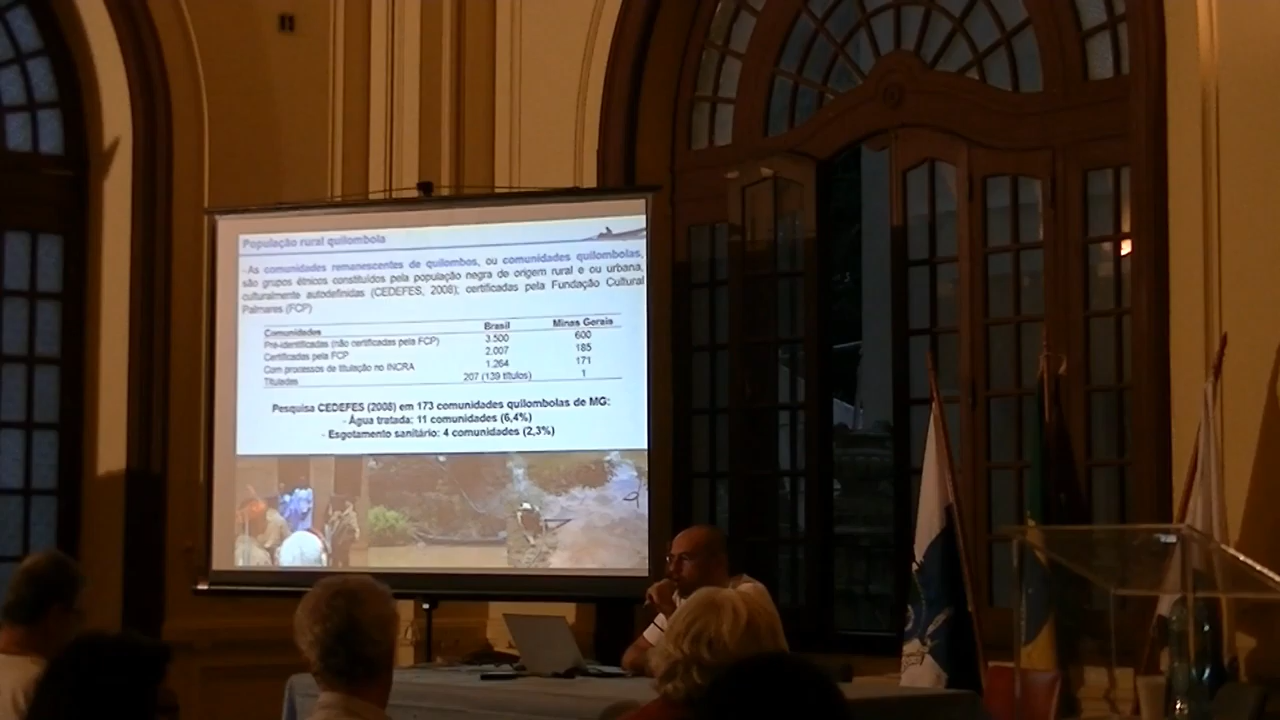 População rural quilombola
-As comunidades remanescentes de quilombos, ou comunidades quilombolas,
são grupos étnicos constituídos pela população negra de origem rural e ou urbana,
culturalmente autodefinidas (CEDEFES, 2008); certificadas pela Fundação Cultural
Palmares (FCP)
Comunidades Brasil Minas Gerais
Pré-identificadas (não certificadas pela FCP) 3.500 600
Certificadas pela FCP 2.007 185
Com processos de titulação no INCRA 1.264 171
Tituladas 207 (139 títulos) 1
Pesquisa CEDEFES (2008) em 173 comunidades quilombolas de MG:
- Água tratada: 11 comunidades (6,4%)
- Esgotamento sanitário: 4 comunidades (2,3%)